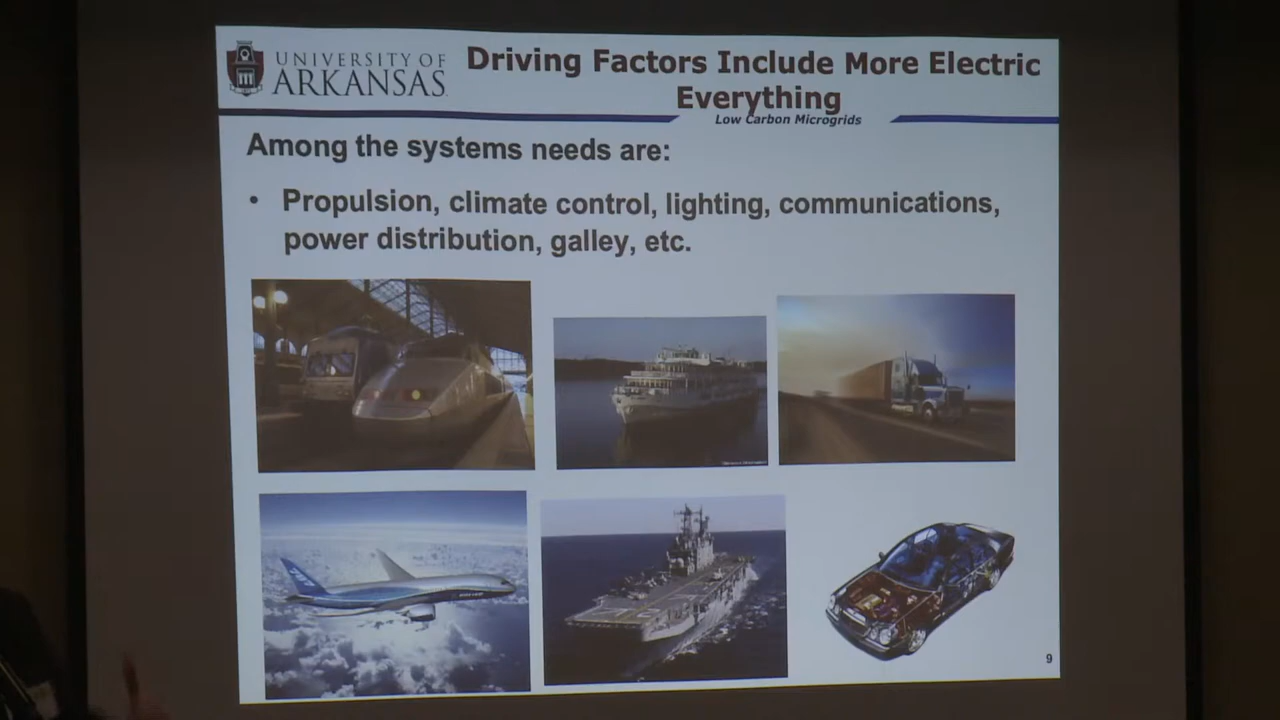 UNIVERSITY OF
ARKANSAS
Driving Factors Include More Electric
Everything
Low Carbon Microgrids
Among the systems needs are:
• Propulsion, climate control, lighting, communications,
power distribution, galley, etc.
9